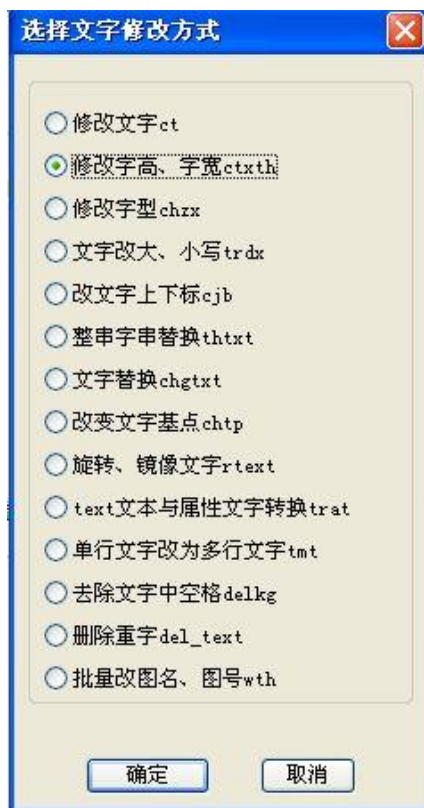 选择文字修改方式
修改文字ct
修改字高、字宽ctxth
修改字型chzx
文字改大、小写trdx
改文字上下标cjb
整串字串替换thtxt
文字替换chgtxt
改变文字基点chtp
旋转、镜像文字rtext
text文本与属性文字转换trat
单行文字改为多行文字tmt
去除文字中空格delkg
删除重字del_text
批量改图名、图号wth
确定
取消